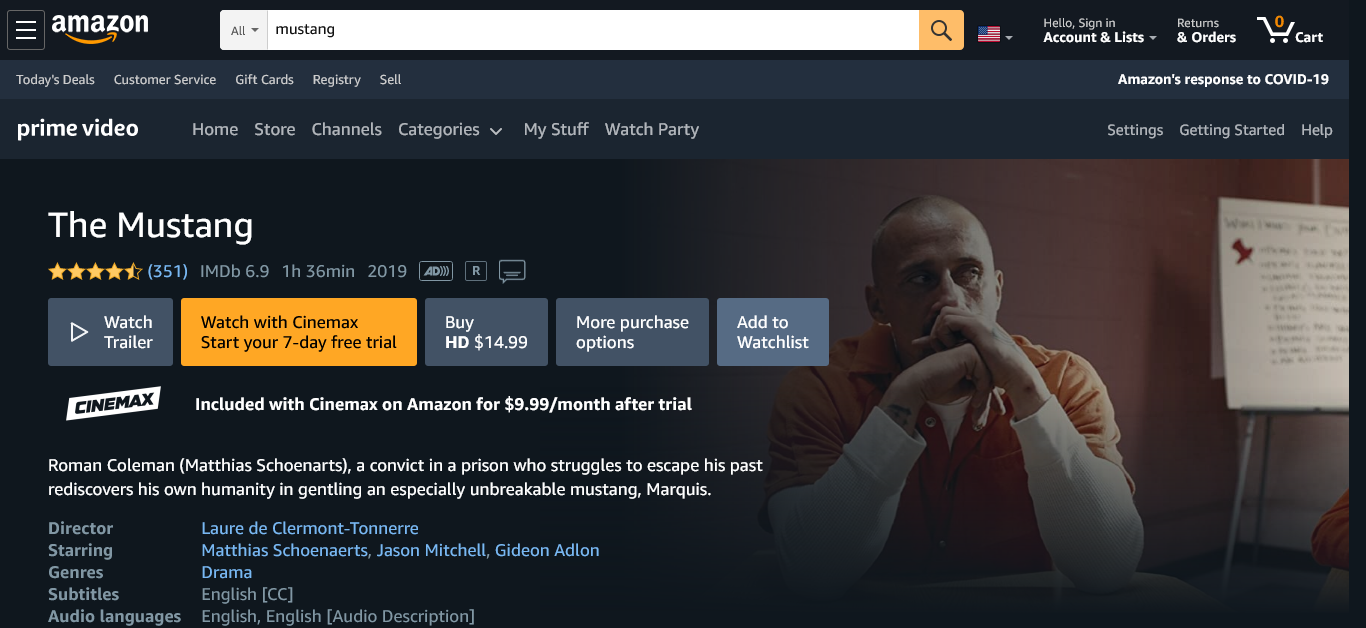 amazon
All
mustang
Hello, Sign in
Account & Lists
Returns
& Orders
0
Cart
Today's Deals Customer Service Gift Cards Registry Sell
Amazon's response to COVID-19
prime video
Home Store Channels Categories My Stuff Watch Party
Settings Getting Started Help
The Mustang
(351) IMDb 6.9 1h 36min 2019 AD))) R
Watch
Trailer
Watch with Cinemax
Start your 7-day free trial
Buy
HD $14.99
More purchase
options
Add to
Watchlist
CINEMAX
Included with Cinemax on Amazon for $9.99/month after trial
Roman Coleman (Matthias Schoenarts), a convict in a prison who struggles to escape his past
rediscovers his own humanity in gentling an especially unbreakable mustang, Marquis.
Director Laure de Clermont-Tonnerre
Starring Matthias Schoenaerts, Jason Mitchell, Gideon Adlon
Genres Drama
Subtitles English [CC]
Audio languages English, English [Audio Description]